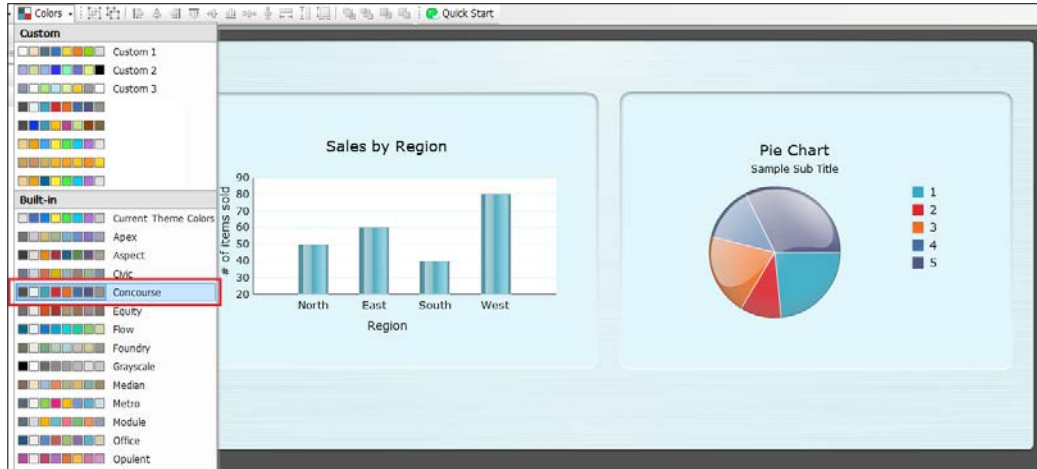 Colors
Quick Start
Custom
Custom 1
Custom 2
Custom 3
Built-in
Current Theme Colors
Apex
Aspect
Civic
Concourse
Equity
Flow
Foundry
Grayscale
Median
Metro
Module
Office
Opulent
Sales by Region
# of items sold
90
80
70
60
50
40
30
20
North East South West
Region
Pie Chart
Sample Sub Title
1
2
3
4
5